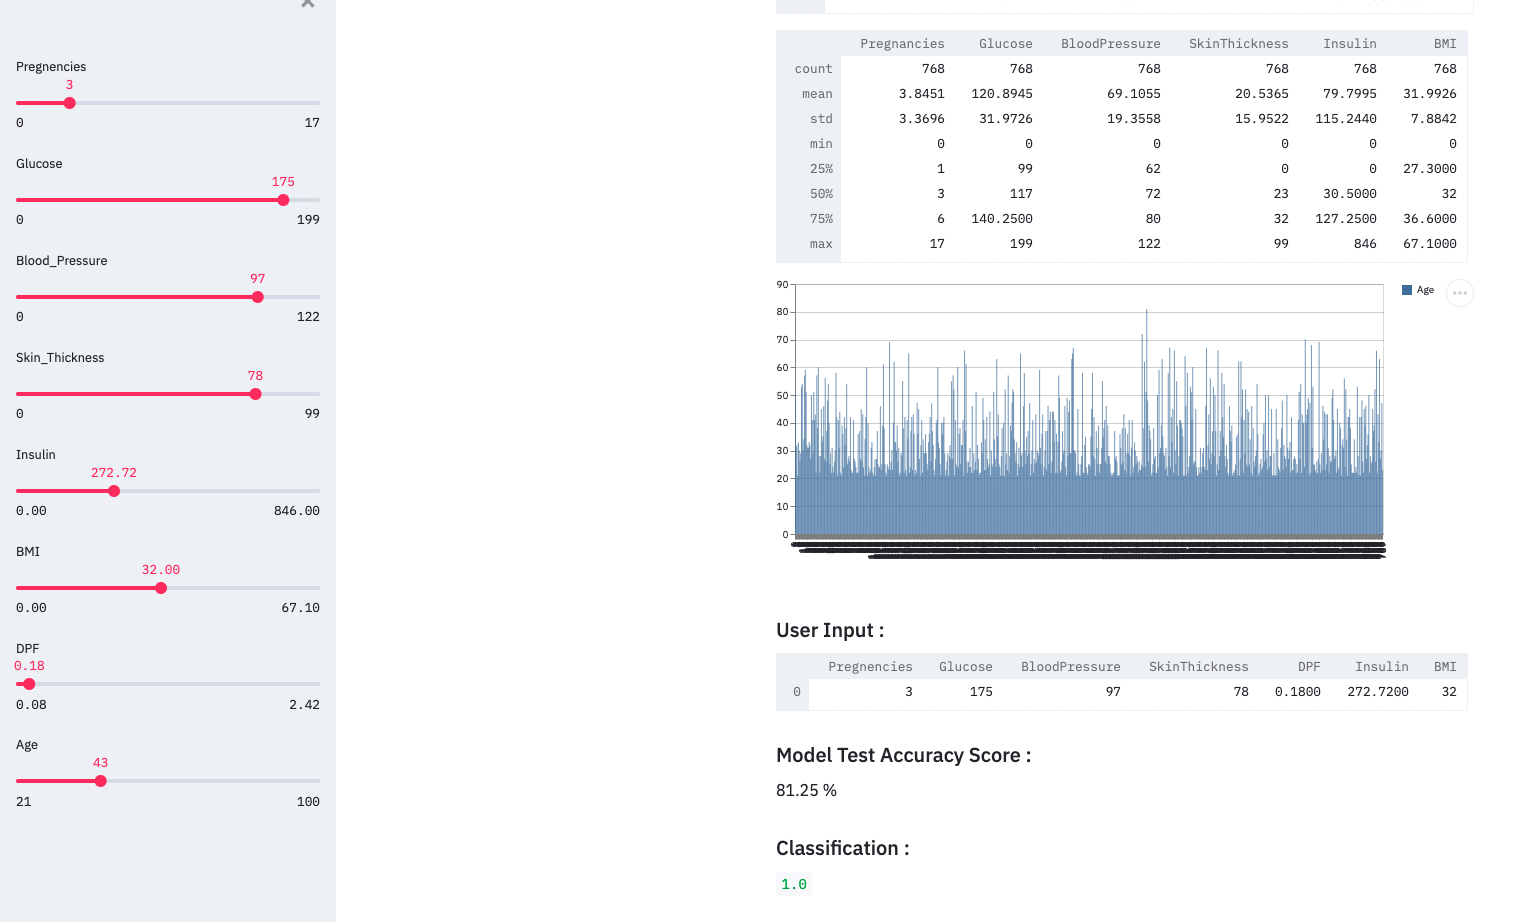 Pregnencies
3
0 17
Glucose
175
0 199
Blood_Pressure
97
0 122
Skin_Thickness
78
0 99
Insulin
272.72
0.00 846.00
BMI
32.00
0.00 67.10
DPF
0.18
0.08 2.42
Age
43
21 100
Pregnancies Glucose BloodPressure SkinThickness Insulin BMI
count 768 768 768 768 768 768
mean 3.8451 120.8945 69.1055 20.5365 79.7995 31.9926
std 3.3696 31.9726 19.3558 15.9522 115.2440 7.8842
min 0 0 0 0 0 0
25% 1 99 62 0 0 27.3000
50% 3 117 72 23 30.5000 32
75% 6 140.2500 80 32 127.2500 36.6000
max 17 199 122 99 846 67.1000
90
80
70
60
50
40
30
20
10
0
Age
User Input :
Pregnencies Glucose BloodPressure SkinThickness DPF Insulin BMI
0 3 175 97 78 0.1800 272.7200 32
Model Test Accuracy Score :
81.25 %
Classification :
1.0